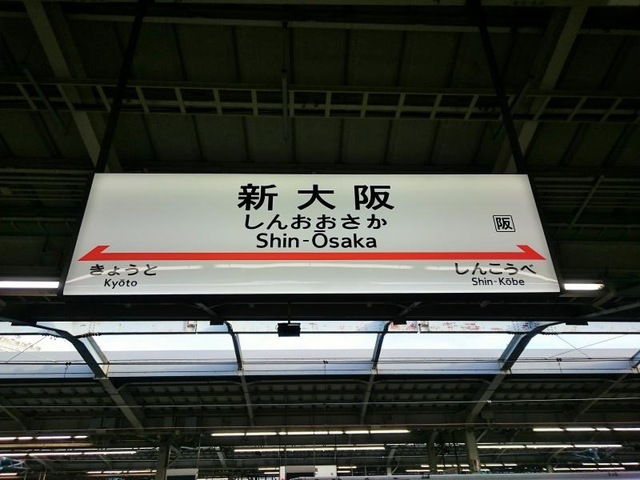 新大阪
しんおおさか
Shin-Ōsaka
阪
きょうと
Kyōto
しんこうべ
Shin-Kōbe